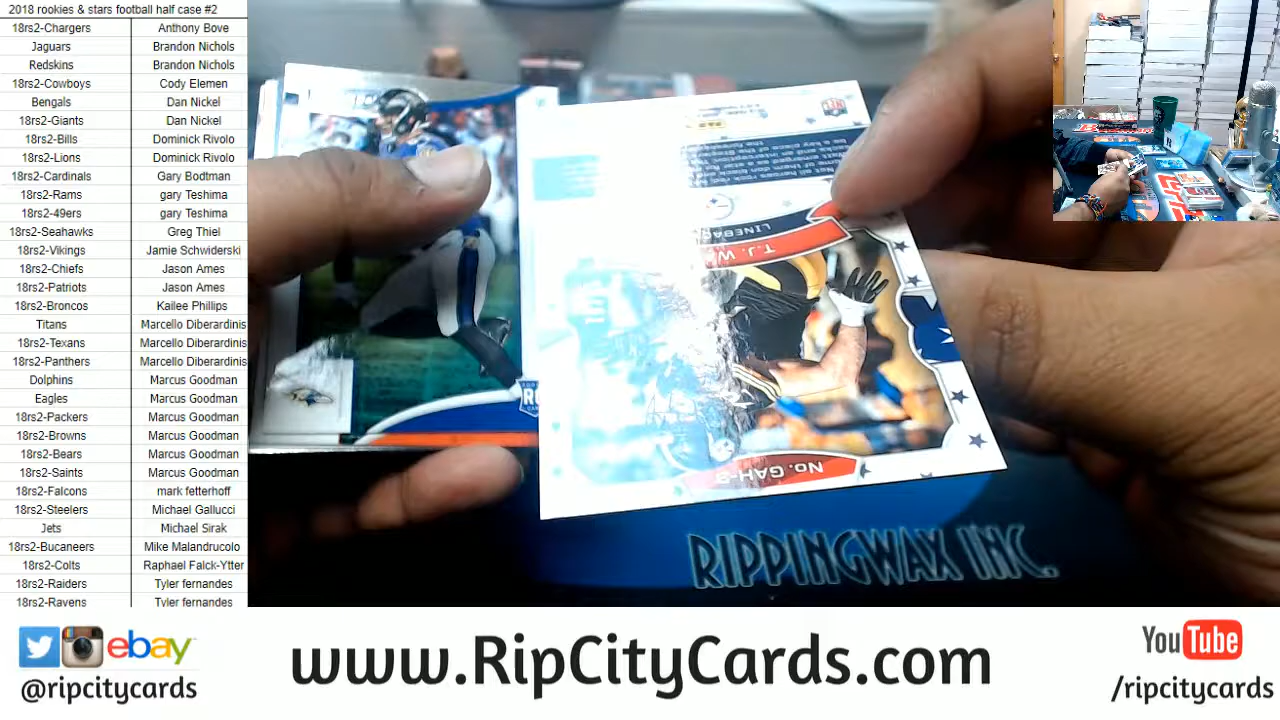 2018 rookies & stars football half case #2
18rs2-Chargers Anthony Bove
Jaguars Brandon Nichols
Redskins Brandon Nichols
18rs2-Cowboys Cody Elemen
Bengals Dan Nickel
18rs2-Giants Dan Nickel
18rs2-Bills Dominick Rivolo
18rs2-Lions Dominick Rivolo
18rs2-Cardinals Gary Bodtman
18rs2-Rams gary Teshima
18rs2-49ers gary Teshima
18rs2-Seahawks Greg Thiel
18rs2-Vikings Jamie Schwiderski
18rs2-Chiefs Jason Ames
18rs2-Patriots Jason Ames
18rs2-Broncos Kailee Phillips
Titans Marcello Diberardinis
18rs2-Texans Marcello Diberardinis
18rs2-Panthers Marcello Diberardinis
Dolphins Marcus Goodman
Eagles Marcus Goodman
18rs2-Packers Marcus Goodman
18rs2-Browns Marcus Goodman
18rs2-Bears Marcus Goodman
18rs2-Saints Marcus Goodman
18rs2-Falcons mark fetterhoff
18rs2-Steelers Michael Gallucci
Jets Michael Sirak
18rs2-Bucaneers Mike Malandrucolo
18rs2-Colts Raphael Falck-Ytter
18rs2-Raiders Tyler fernandes
18rs2-Ravens Tyler fernandes
T.J. WA
No. GAH-
RIPPINGWAX INC.
ebay
@ripcitycards
www.RipCityCards.com
YouTube
/ripcitycards